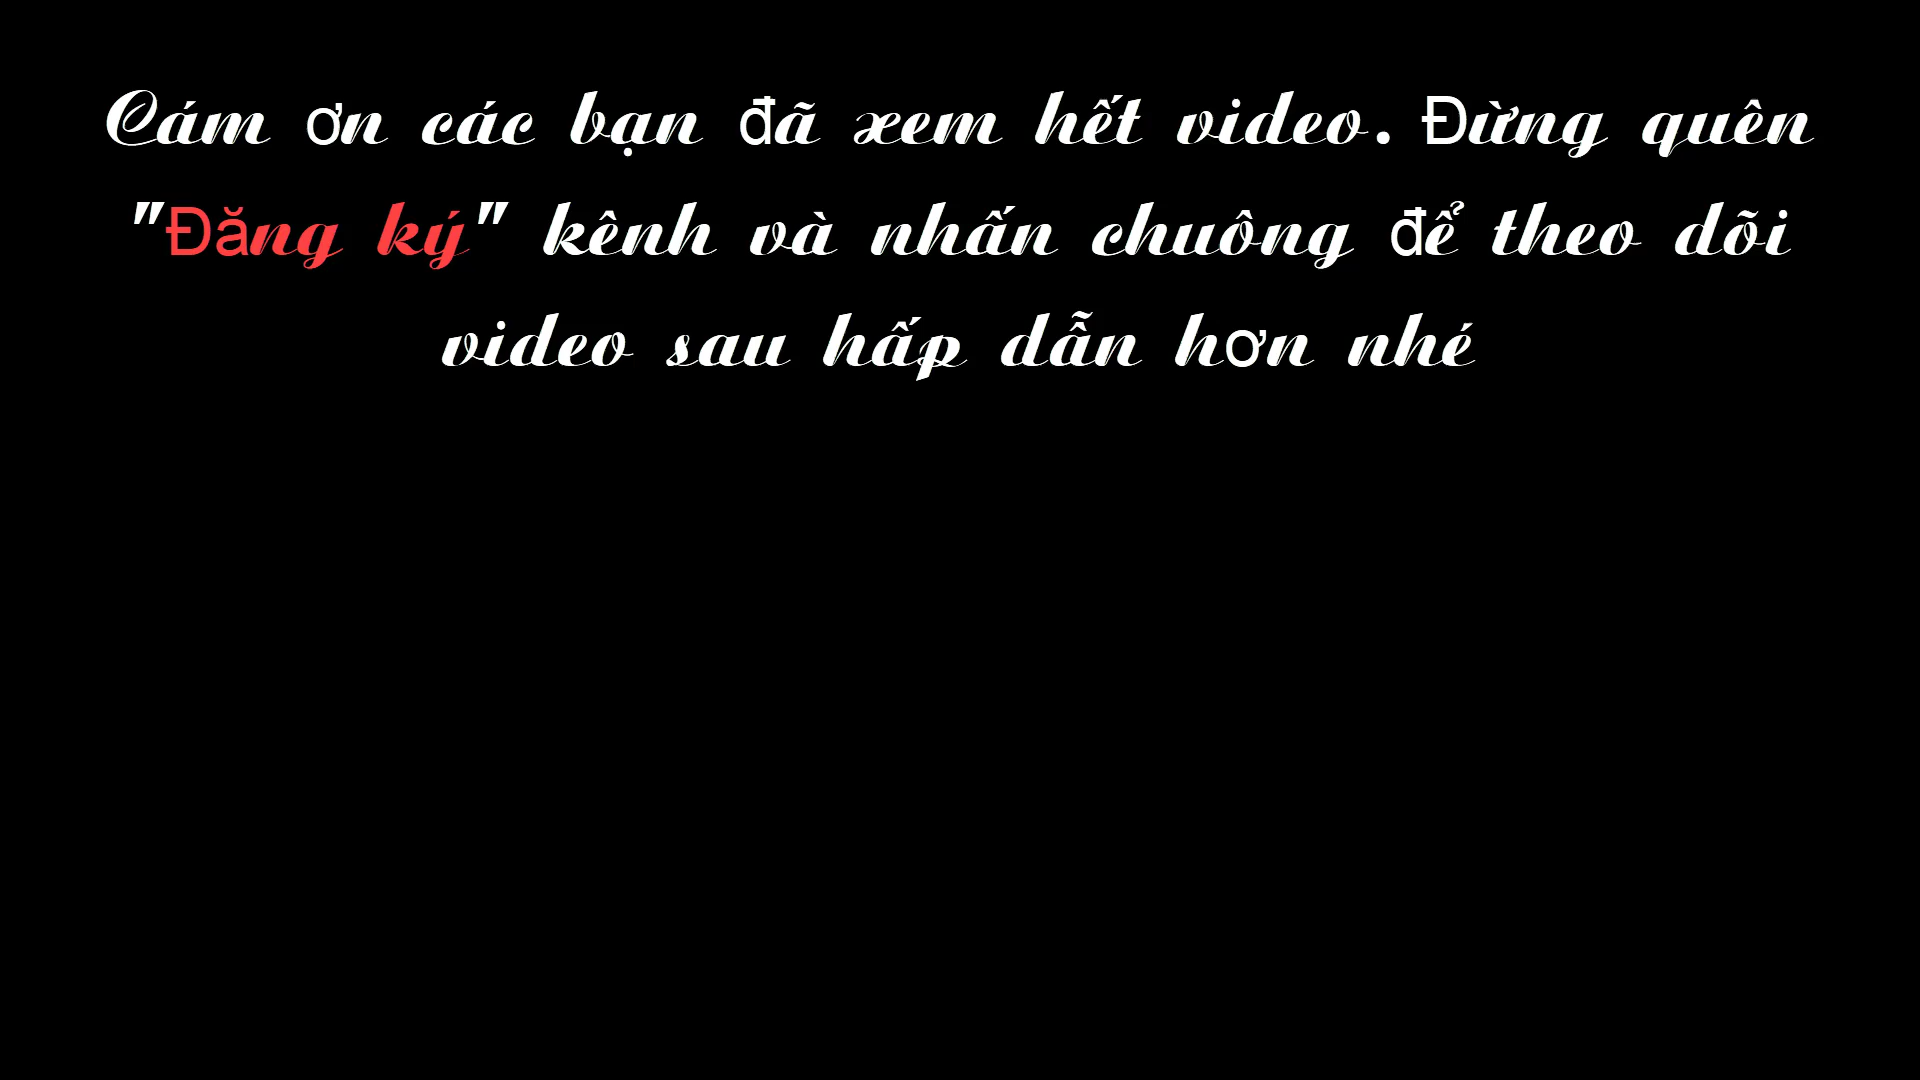 Cám ơn các bạn đã xem hết video. Đừng quên
"Đăng ký" kênh và nhấn chuông để theo dõi
video sau hấp dẫn hơn nhé